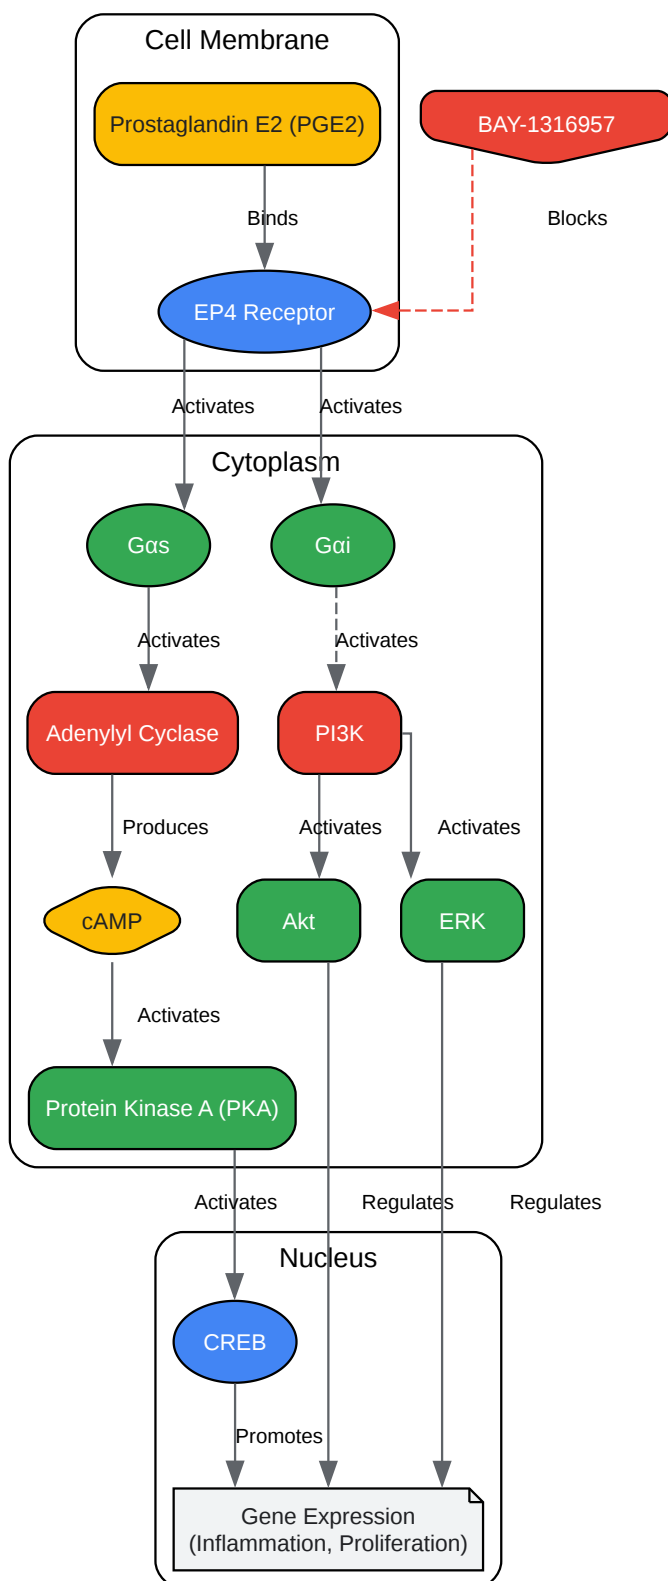 Cell Membrane
Prostaglandin E2 (PGE2)
BAY-1316957
Binds
Blocks
EP4 Receptor
Activates
Activates
Cytoplasm
Gαs
Gαi
Activates
Activates
Adenylyl Cyclase
PI3K
Produces
Activates
Activates
cAMP
Akt
ERK
Activates
Protein Kinase A (PKA)
Activates
Regulates
Regulates
Nucleus
CREB
Promotes
Gene Expression
(Inflammation, Proliferation)